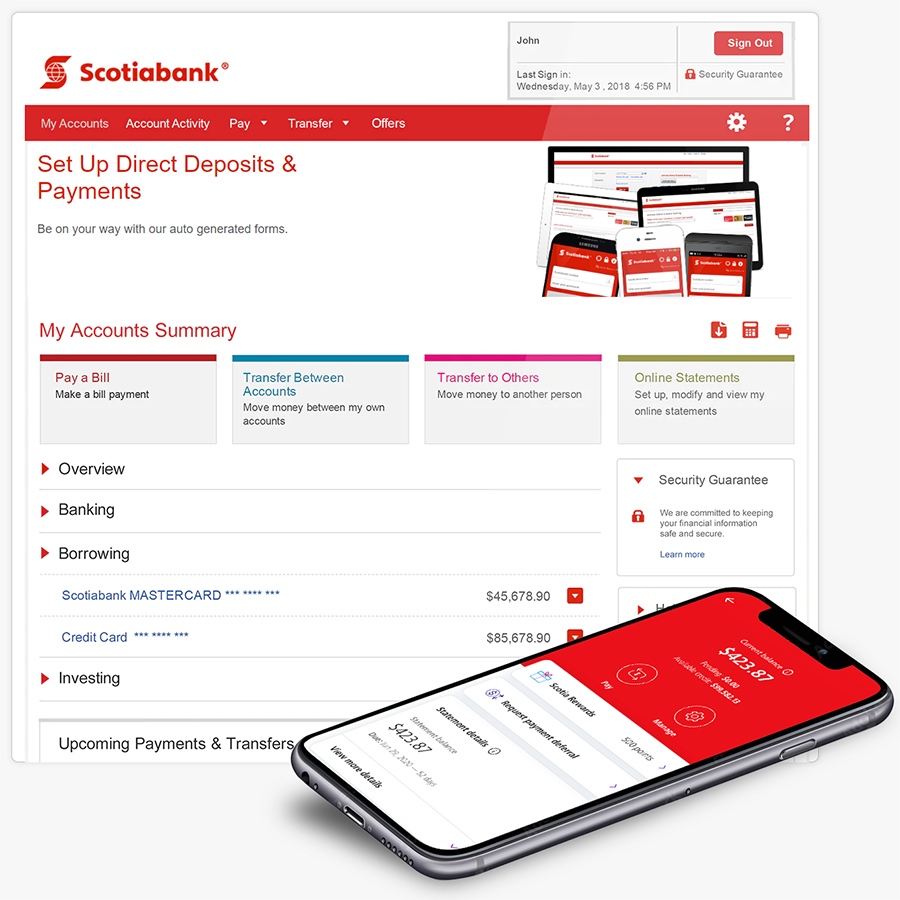 Scotiabank®
John
Sign Out
Last Sign in:
Wednesday, May 3 , 2018 4:56 PM
Security Guarantee
My Accounts
Account Activity
Pay
Transfer
Offers
?
Set Up Direct Deposits &
Payments
Be on your way with our auto generated forms.
Scotiabank
SAMSUNG
Scotiabank
Scotiabank
Scotiabank
My Accounts Summary
Pay a Bill
Make a bill payment
Transfer Between
Accounts
Move money between my own
accounts
Transfer to Others
Move money to another person
Online Statements
Set up, modify and view my
online statements
Overview
Banking
Borrowing
Scotiabank MASTERCARD *** **** ***
$45,678.90
Credit Card *** **** ***
$85,678.90
Investing
Upcoming Payments & Transfers
Security Guarantee
We are committed to keeping
your financial information
safe and secure.
Learn more
Current balance
$423.87
Pending: $0.00
Pay
Manage
Scotia Rewards
500 points
Request payment deferral
Statement details
Statement balance
$423.87
Due: Jun 29, 2020 — 52 days
View more details